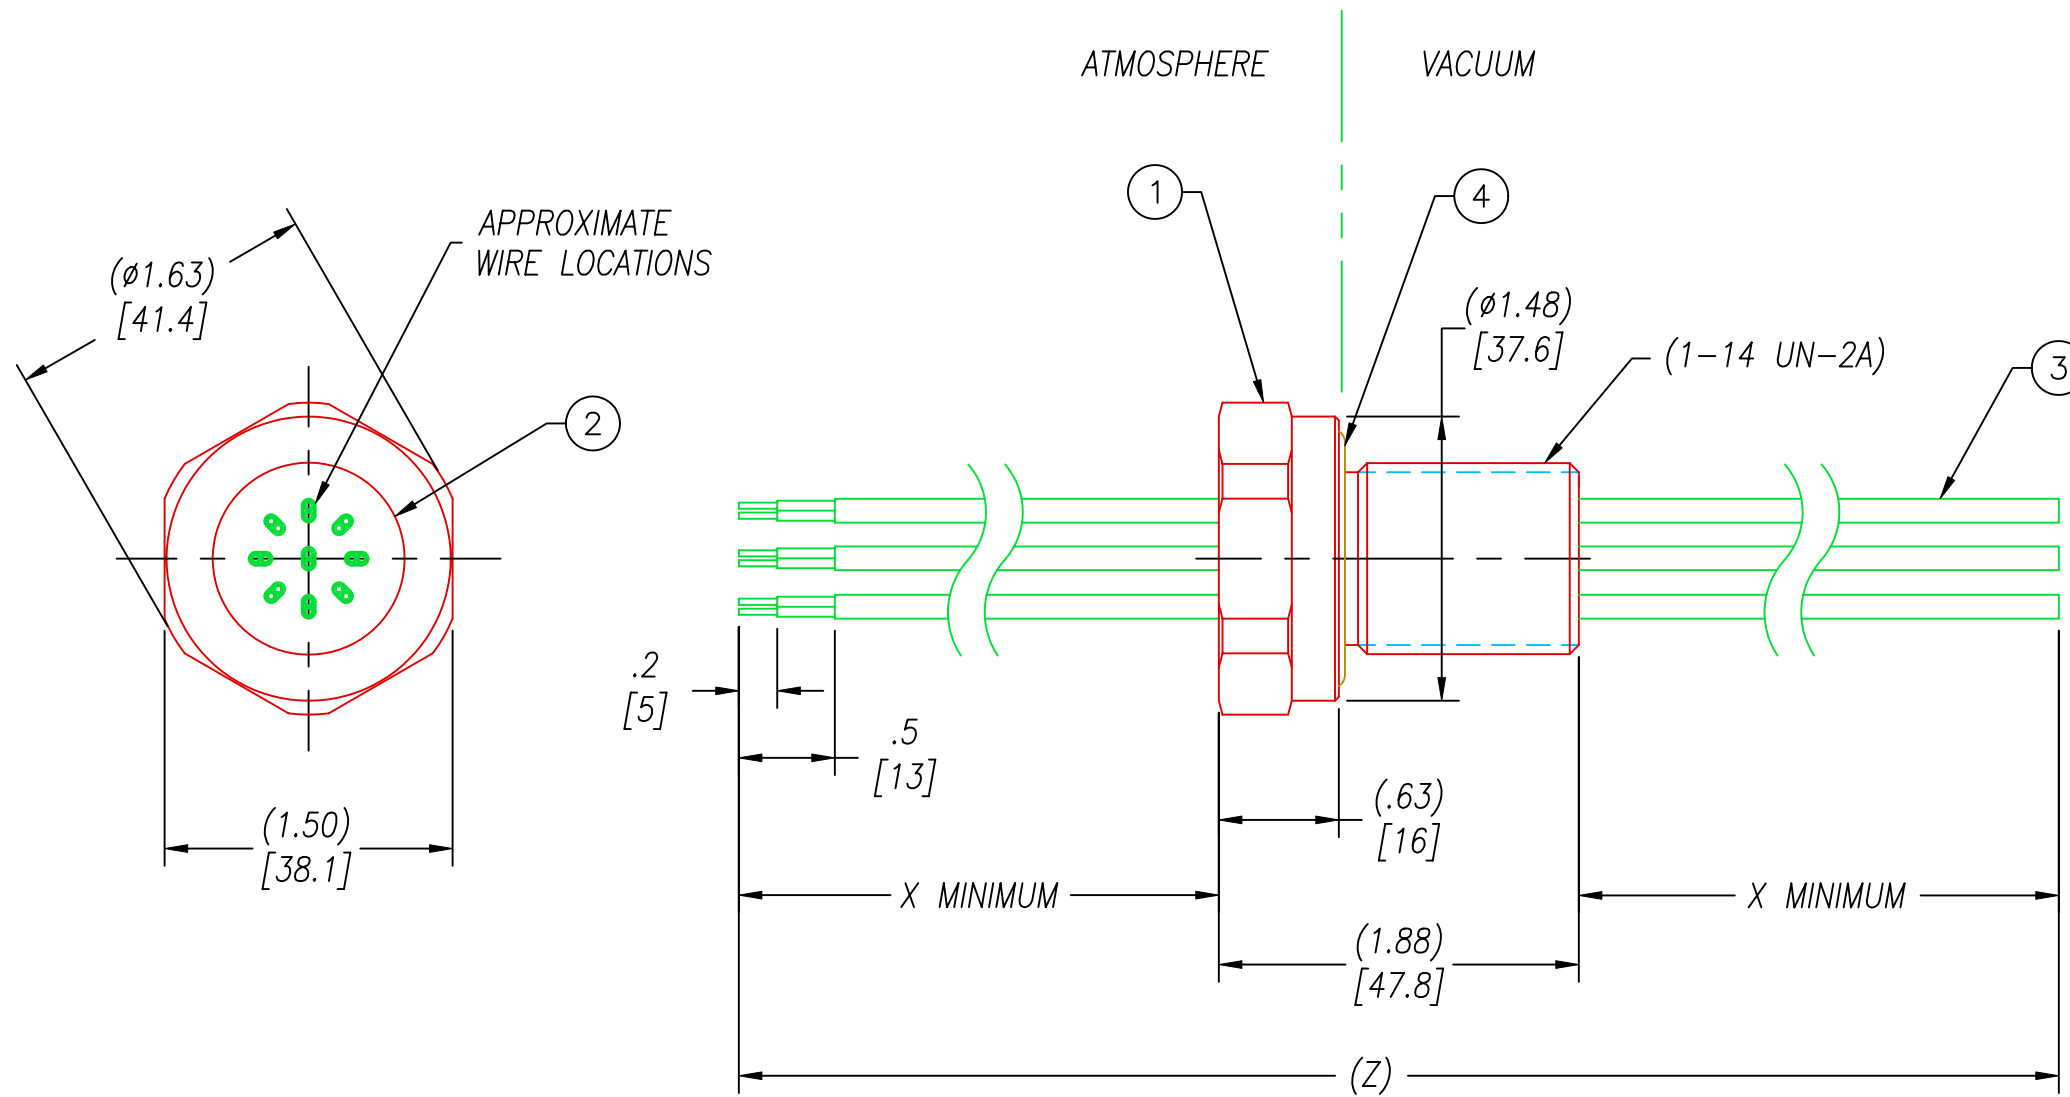 ATMOSPHERE
VACUUM
1
4
APPROXIMATE
WIRE LOCATIONS
(ø1.63)
[41.4]
(ø1.48)
[37.6]
(1-14 UN-2A)
3
2
.2
[5]
.5
[13]
(.63)
[16]
(1.50)
[38.1]
X MINIMUM
X MINIMUM
(1.88)
[47.8]
(Z)